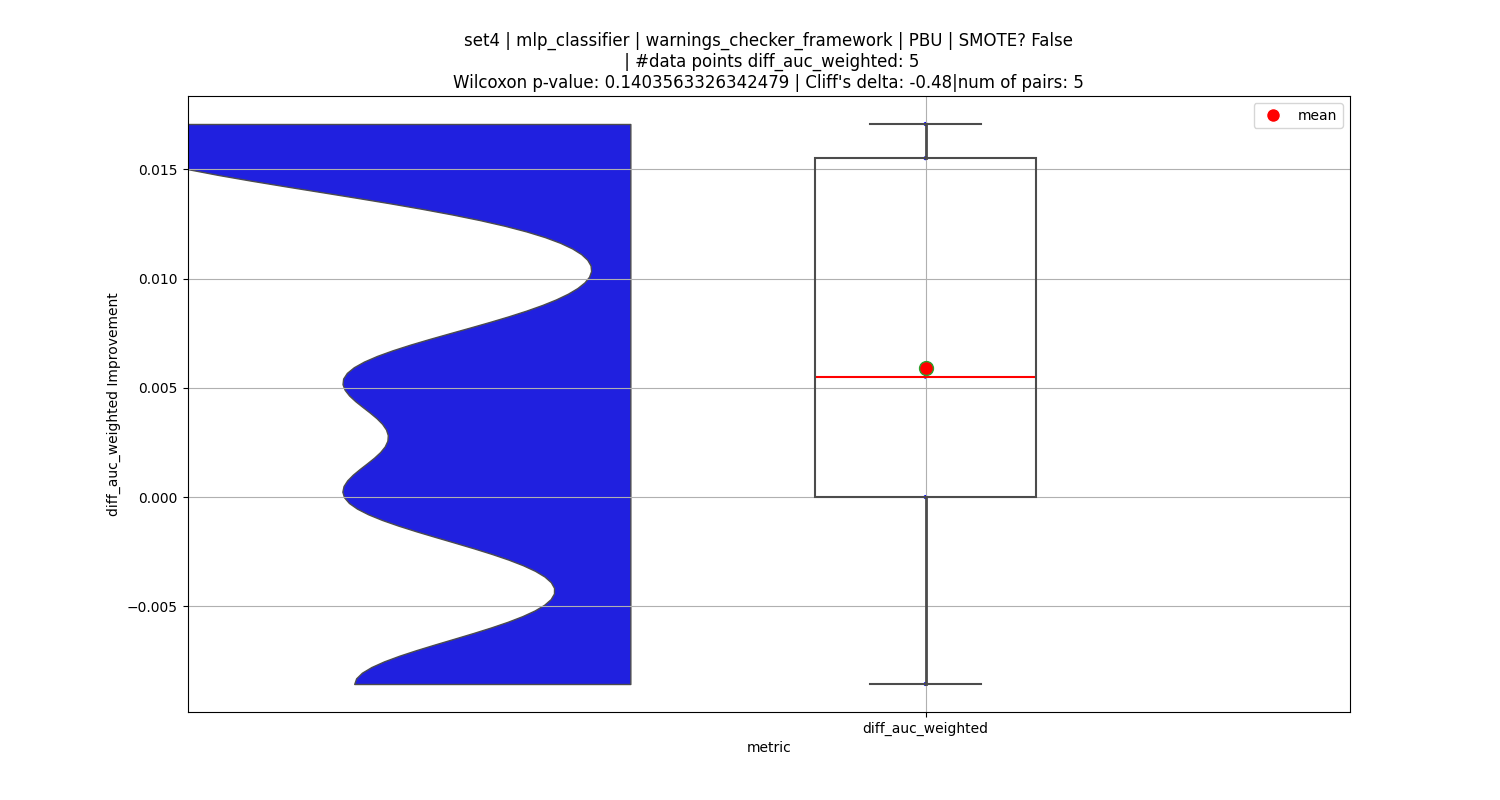 set4 | mlp_classifier | warnings_checker_framework | PBU | SMOTE? False
| #data points diff_auc_weighted: 5
Wilcoxon p-value: 0.1403563326342479 | Cliff's delta: -0.48|num of pairs: 5
mean
0.015
0.010
0.005
0.000
−0.005
diff_auc_weighted Improvement
diff_auc_weighted
metric